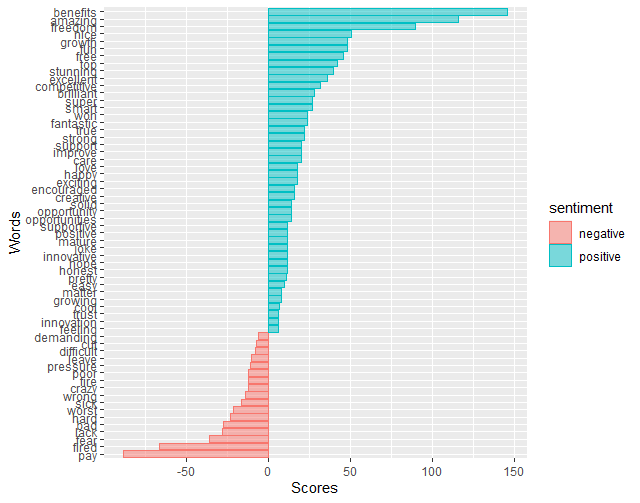 benefits
amazing
freedom
nice
growth
fun
free
top
stunning
excellent
competitive
brilliant
super
smart
won
fantastic
true
strong
support
improve
care
love
happy
exciting
encouraged
creative
solid
opportunity
opportunities
supportive
positive
mature
joke
innovative
hope
honest
pretty
easy
matter
growing
cool
trust
innovation
feeling
demanding
cut
difficult
leave
pressure
poor
fire
crazy
wrong
sick
worst
hard
bad
lack
fear
fired
pay
Words
-50 0 50 100 150
Scores
sentiment
negative
positive